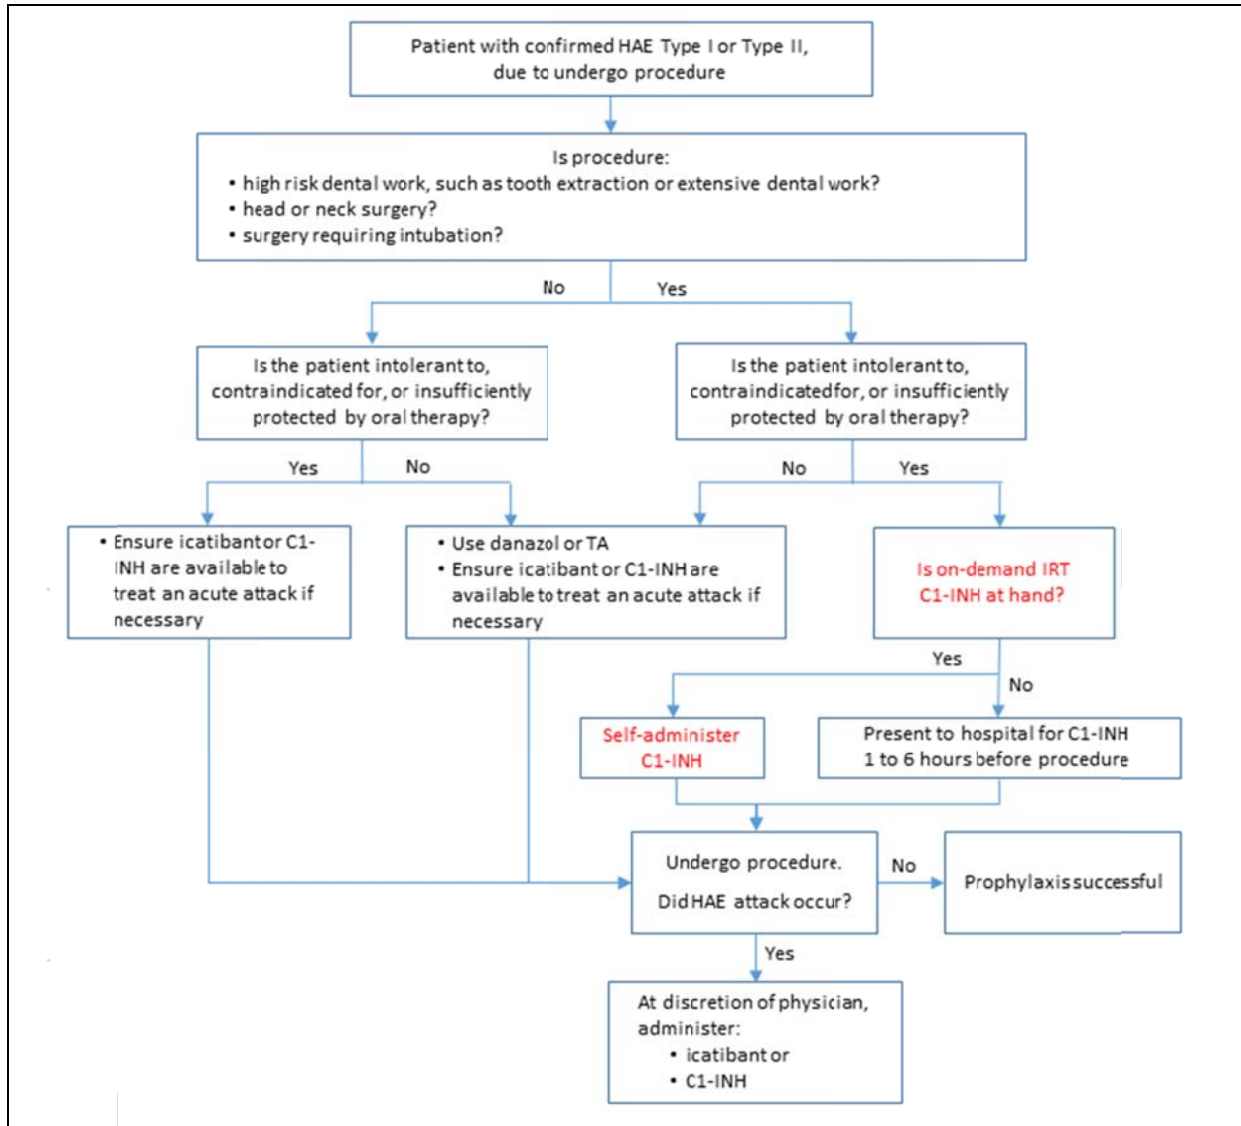 Patient with confirmed HAE Type I or Type II,
due to undergo procedure
Is procedure:
• high risk dental work, such as tooth extraction or extensive dental work?
• head or neck surgery?
• surgery requiring intubation?
No
Yes
Is the patient intolerant to,
contraindicated for, or insufficiently
protected by oral therapy?
Is the patient intolerant to,
contraindicatedfor, or insufficiently
protected by oral therapy?
Yes
No
No
Yes
• Ensure icatibantor C1-
INH are available to
treat an acute attack if
necessary
• Use danazol or TA
• Ensure icatibant or C1-INH are
available to treat an acute attack if
necessary
Is on-demand IRT
C1-INH at hand?
Yes
No
Self-administer
C1-INH
Present to hospital for C1-INH
1 to 6 hours before procedure
Undergo procedure.
Did HAE attack occur?
No
Prophylaxis successful
Yes
At discretion of physician,
administer:
• icatibant or
• C1-INH